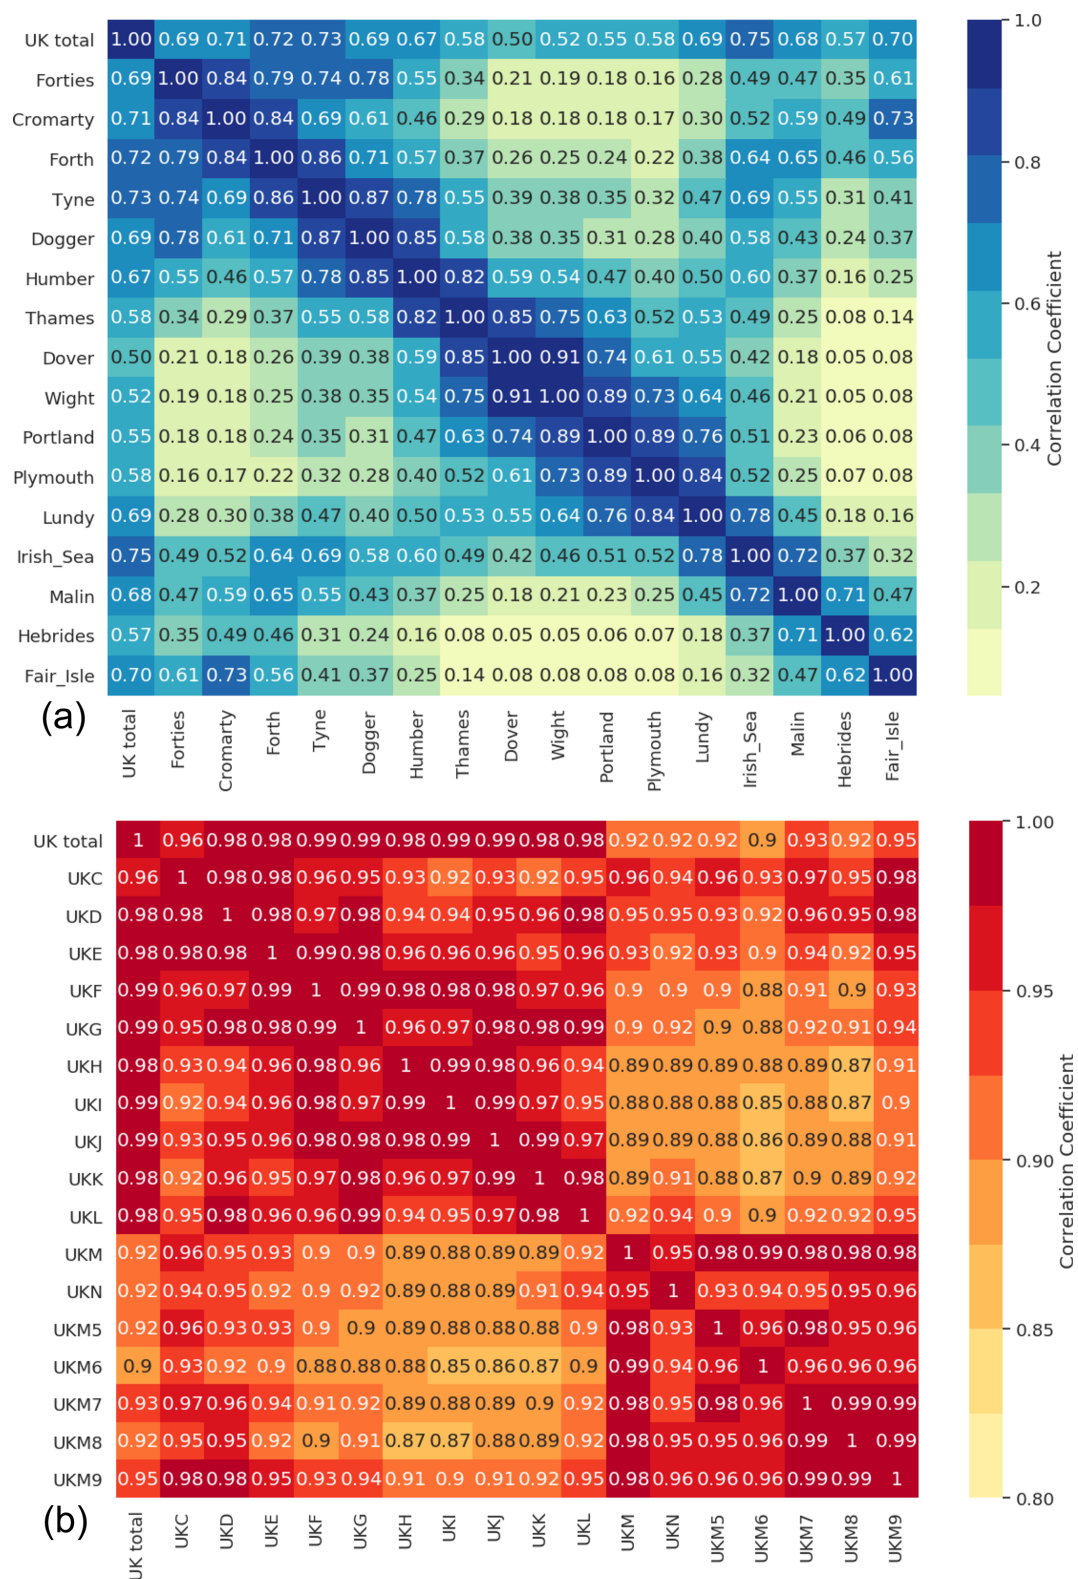 UK total 1.00 0.69 0.71 0.72 0.73 0.69 0.67 0.58 0.50 0.52 0.55 0.58 0.69 0.75 0.68 0.57 0.70
Forties 0.69 1.00 0.84 0.79 0.74 0.78 0.55 0.34 0.21 0.19 0.18 0.16 0.28 0.49 0.47 0.35 0.61
Cromarty 0.71 0.84 1.00 0.84 0.69 0.61 0.46 0.29 0.18 0.18 0.18 0.17 0.30 0.52 0.59 0.49 0.73
Forth 0.72 0.79 0.84 1.00 0.86 0.71 0.57 0.37 0.26 0.25 0.24 0.22 0.38 0.64 0.65 0.46 0.56
Tyne 0.73 0.74 0.69 0.86 1.00 0.87 0.78 0.55 0.39 0.38 0.35 0.32 0.47 0.69 0.55 0.31 0.41
Dogger 0.69 0.78 0.61 0.71 0.87 1.00 0.85 0.58 0.38 0.35 0.31 0.28 0.40 0.58 0.43 0.24 0.37
Humber 0.67 0.55 0.46 0.57 0.78 0.85 1.00 0.82 0.59 0.54 0.47 0.40 0.50 0.60 0.37 0.16 0.25
Thames 0.58 0.34 0.29 0.37 0.55 0.58 0.82 1.00 0.85 0.75 0.63 0.52 0.53 0.49 0.25 0.08 0.14
Dover 0.50 0.21 0.18 0.26 0.39 0.38 0.59 0.85 1.00 0.91 0.74 0.61 0.55 0.42 0.18 0.05 0.08
Wight 0.52 0.19 0.18 0.25 0.38 0.35 0.54 0.75 0.91 1.00 0.89 0.73 0.64 0.46 0.21 0.05 0.08
Portland 0.55 0.18 0.18 0.24 0.35 0.31 0.47 0.63 0.74 0.89 1.00 0.89 0.76 0.51 0.23 0.06 0.08
Plymouth 0.58 0.16 0.17 0.22 0.32 0.28 0.40 0.52 0.61 0.73 0.89 1.00 0.84 0.52 0.25 0.07 0.08
Lundy 0.69 0.28 0.30 0.38 0.47 0.40 0.50 0.53 0.55 0.64 0.76 0.84 1.00 0.78 0.45 0.18 0.16
Irish_Sea 0.75 0.49 0.52 0.64 0.69 0.58 0.60 0.49 0.42 0.46 0.51 0.52 0.78 1.00 0.72 0.37 0.32
Malin 0.68 0.47 0.59 0.65 0.55 0.43 0.37 0.25 0.18 0.21 0.23 0.25 0.45 0.72 1.00 0.71 0.47
Hebrides 0.57 0.35 0.49 0.46 0.31 0.24 0.16 0.08 0.05 0.05 0.06 0.07 0.18 0.37 0.71 1.00 0.62
Fair_Isle 0.70 0.61 0.73 0.56 0.41 0.37 0.25 0.14 0.08 0.08 0.08 0.08 0.16 0.32 0.47 0.62 1.00
UK total Forties Cromarty Forth Tyne Dogger Humber Thames Dover Wight Portland Plymouth Lundy Irish_Sea Malin Hebrides Fair_Isle
(a)
1.0
0.8
0.6
0.4
0.2
Correlation Coefficient
UK total 1 0.96 0.98 0.98 0.99 0.99 0.98 0.99 0.99 0.98 0.98 0.92 0.92 0.92 0.9 0.93 0.92 0.95
UKC 0.96 1 0.98 0.98 0.96 0.95 0.93 0.92 0.93 0.92 0.95 0.96 0.94 0.96 0.93 0.97 0.95 0.98
UKD 0.98 0.98 1 0.98 0.97 0.98 0.94 0.94 0.95 0.96 0.98 0.95 0.95 0.93 0.92 0.96 0.95 0.98
UKE 0.98 0.98 0.98 1 0.99 0.98 0.96 0.96 0.96 0.95 0.96 0.93 0.92 0.93 0.9 0.94 0.92 0.95
UKF 0.99 0.96 0.97 0.99 1 0.99 0.98 0.98 0.98 0.97 0.96 0.9 0.9 0.9 0.88 0.91 0.9 0.93
UKG 0.99 0.95 0.98 0.98 0.99 1 0.96 0.97 0.98 0.98 0.99 0.9 0.92 0.9 0.88 0.92 0.91 0.94
UKH 0.98 0.93 0.94 0.96 0.98 0.96 1 0.99 0.98 0.96 0.94 0.89 0.89 0.89 0.88 0.89 0.87 0.91
UKI 0.99 0.92 0.94 0.96 0.98 0.97 0.99 1 0.99 0.97 0.95 0.88 0.88 0.88 0.85 0.88 0.87 0.9
UKJ 0.99 0.93 0.95 0.96 0.98 0.98 0.98 0.99 1 0.99 0.97 0.89 0.89 0.88 0.86 0.89 0.88 0.91
UKK 0.98 0.92 0.96 0.95 0.97 0.98 0.96 0.97 0.99 1 0.98 0.89 0.91 0.88 0.87 0.9 0.89 0.92
UKL 0.98 0.95 0.98 0.96 0.96 0.99 0.94 0.95 0.97 0.98 1 0.92 0.94 0.9 0.9 0.92 0.92 0.95
UKM 0.92 0.96 0.95 0.93 0.9 0.9 0.89 0.88 0.89 0.89 0.92 1 0.95 0.98 0.99 0.98 0.98 0.98
UKN 0.92 0.94 0.95 0.92 0.9 0.92 0.89 0.88 0.89 0.91 0.94 0.95 1 0.93 0.94 0.95 0.95 0.96
UKM5 0.92 0.96 0.93 0.93 0.9 0.9 0.89 0.88 0.88 0.88 0.9 0.98 0.93 1 0.96 0.98 0.95 0.96
UKM6 0.9 0.93 0.92 0.9 0.88 0.88 0.88 0.85 0.86 0.87 0.9 0.99 0.94 0.96 1 0.96 0.96 0.96
UKM7 0.93 0.97 0.96 0.94 0.91 0.92 0.89 0.88 0.89 0.9 0.92 0.98 0.95 0.98 0.96 1 0.99 0.99
UKM8 0.92 0.95 0.95 0.92 0.9 0.91 0.87 0.87 0.88 0.89 0.92 0.98 0.95 0.95 0.96 0.99 1 0.99
UKM9 0.95 0.98 0.98 0.95 0.93 0.94 0.91 0.9 0.91 0.92 0.95 0.98 0.96 0.96 0.96 0.99 0.99 1
UK total UKC UKD UKE UKF UKG UKH UKI UKJ UKK UKL UKM UKN UKM5 UKM6 UKM7 UKM8 UKM9
(b)
1.00
0.95
0.90
0.85
0.80
Correlation Coefficient